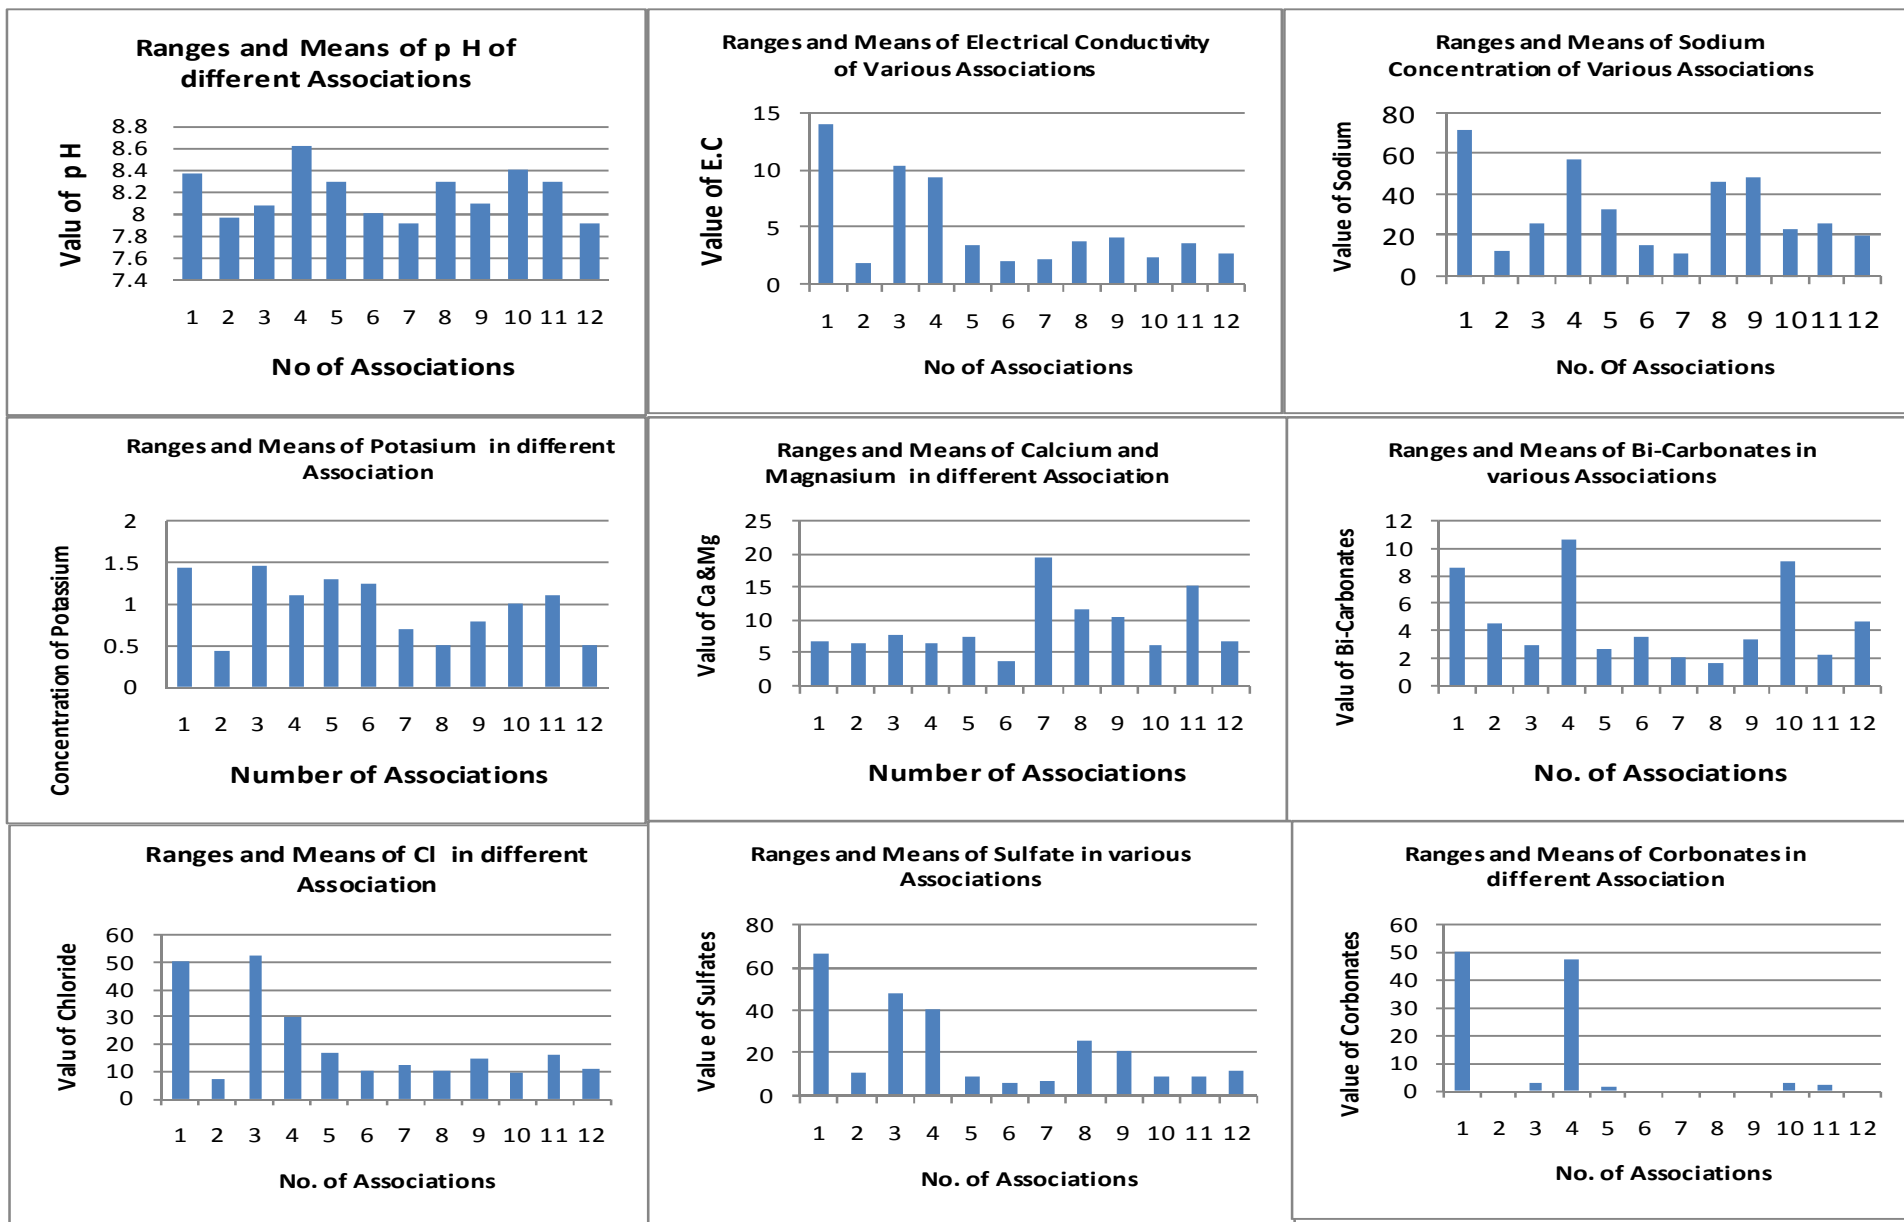 Ranges and Means of p H of
different Associations
Valu of p H
8.8
8.6
8.4
8.2
8
7.8
7.6
7.4
1 2 3 4 5 6 7 8 9 10 11 12
No of Associations
Ranges and Means of Electrical Conductivity
of Various Associations
Value of E.C
15
10
5
0
1 2 3 4 5 6 7 8 9 10 11 12
No of Associations
Ranges and Means of Sodium
Concentration of Various Associations
Value of Sodium
80
60
40
20
0
1 2 3 4 5 6 7 8 9 10 11 12
No. Of Associations
Ranges and Means of Potasium in different
Association
Concentration of Potasium
2
1.5
1
0.5
0
1 2 3 4 5 6 7 8 9 10 11 12
Number of Associations
Ranges and Means of Calcium and
Magnasium in different Association
Valu of Ca &Mg
25
20
15
10
5
0
1 2 3 4 5 6 7 8 9 10 11 12
Number of Associations
Ranges and Means of Bi-Carbonates in
various Associations
Valu of Bi-Carbonates
12
10
8
6
4
2
0
1 2 3 4 5 6 7 8 9 10 11 12
No. of Associations
Ranges and Means of Cl in different
Association
Valu of Chloride
60
50
40
30
20
10
0
1 2 3 4 5 6 7 8 9 10 11 12
No. of Associations
Ranges and Means of Sulfate in various
Associations
Value of Sulfates
80
60
40
20
0
1 2 3 4 5 6 7 8 9 10 11 12
No. of Associations
Ranges and Means of Corbonates in
different Association
Value of Corbonates
60
50
40
30
20
10
0
1 2 3 4 5 6 7 8 9 10 11 12
No. of Associations